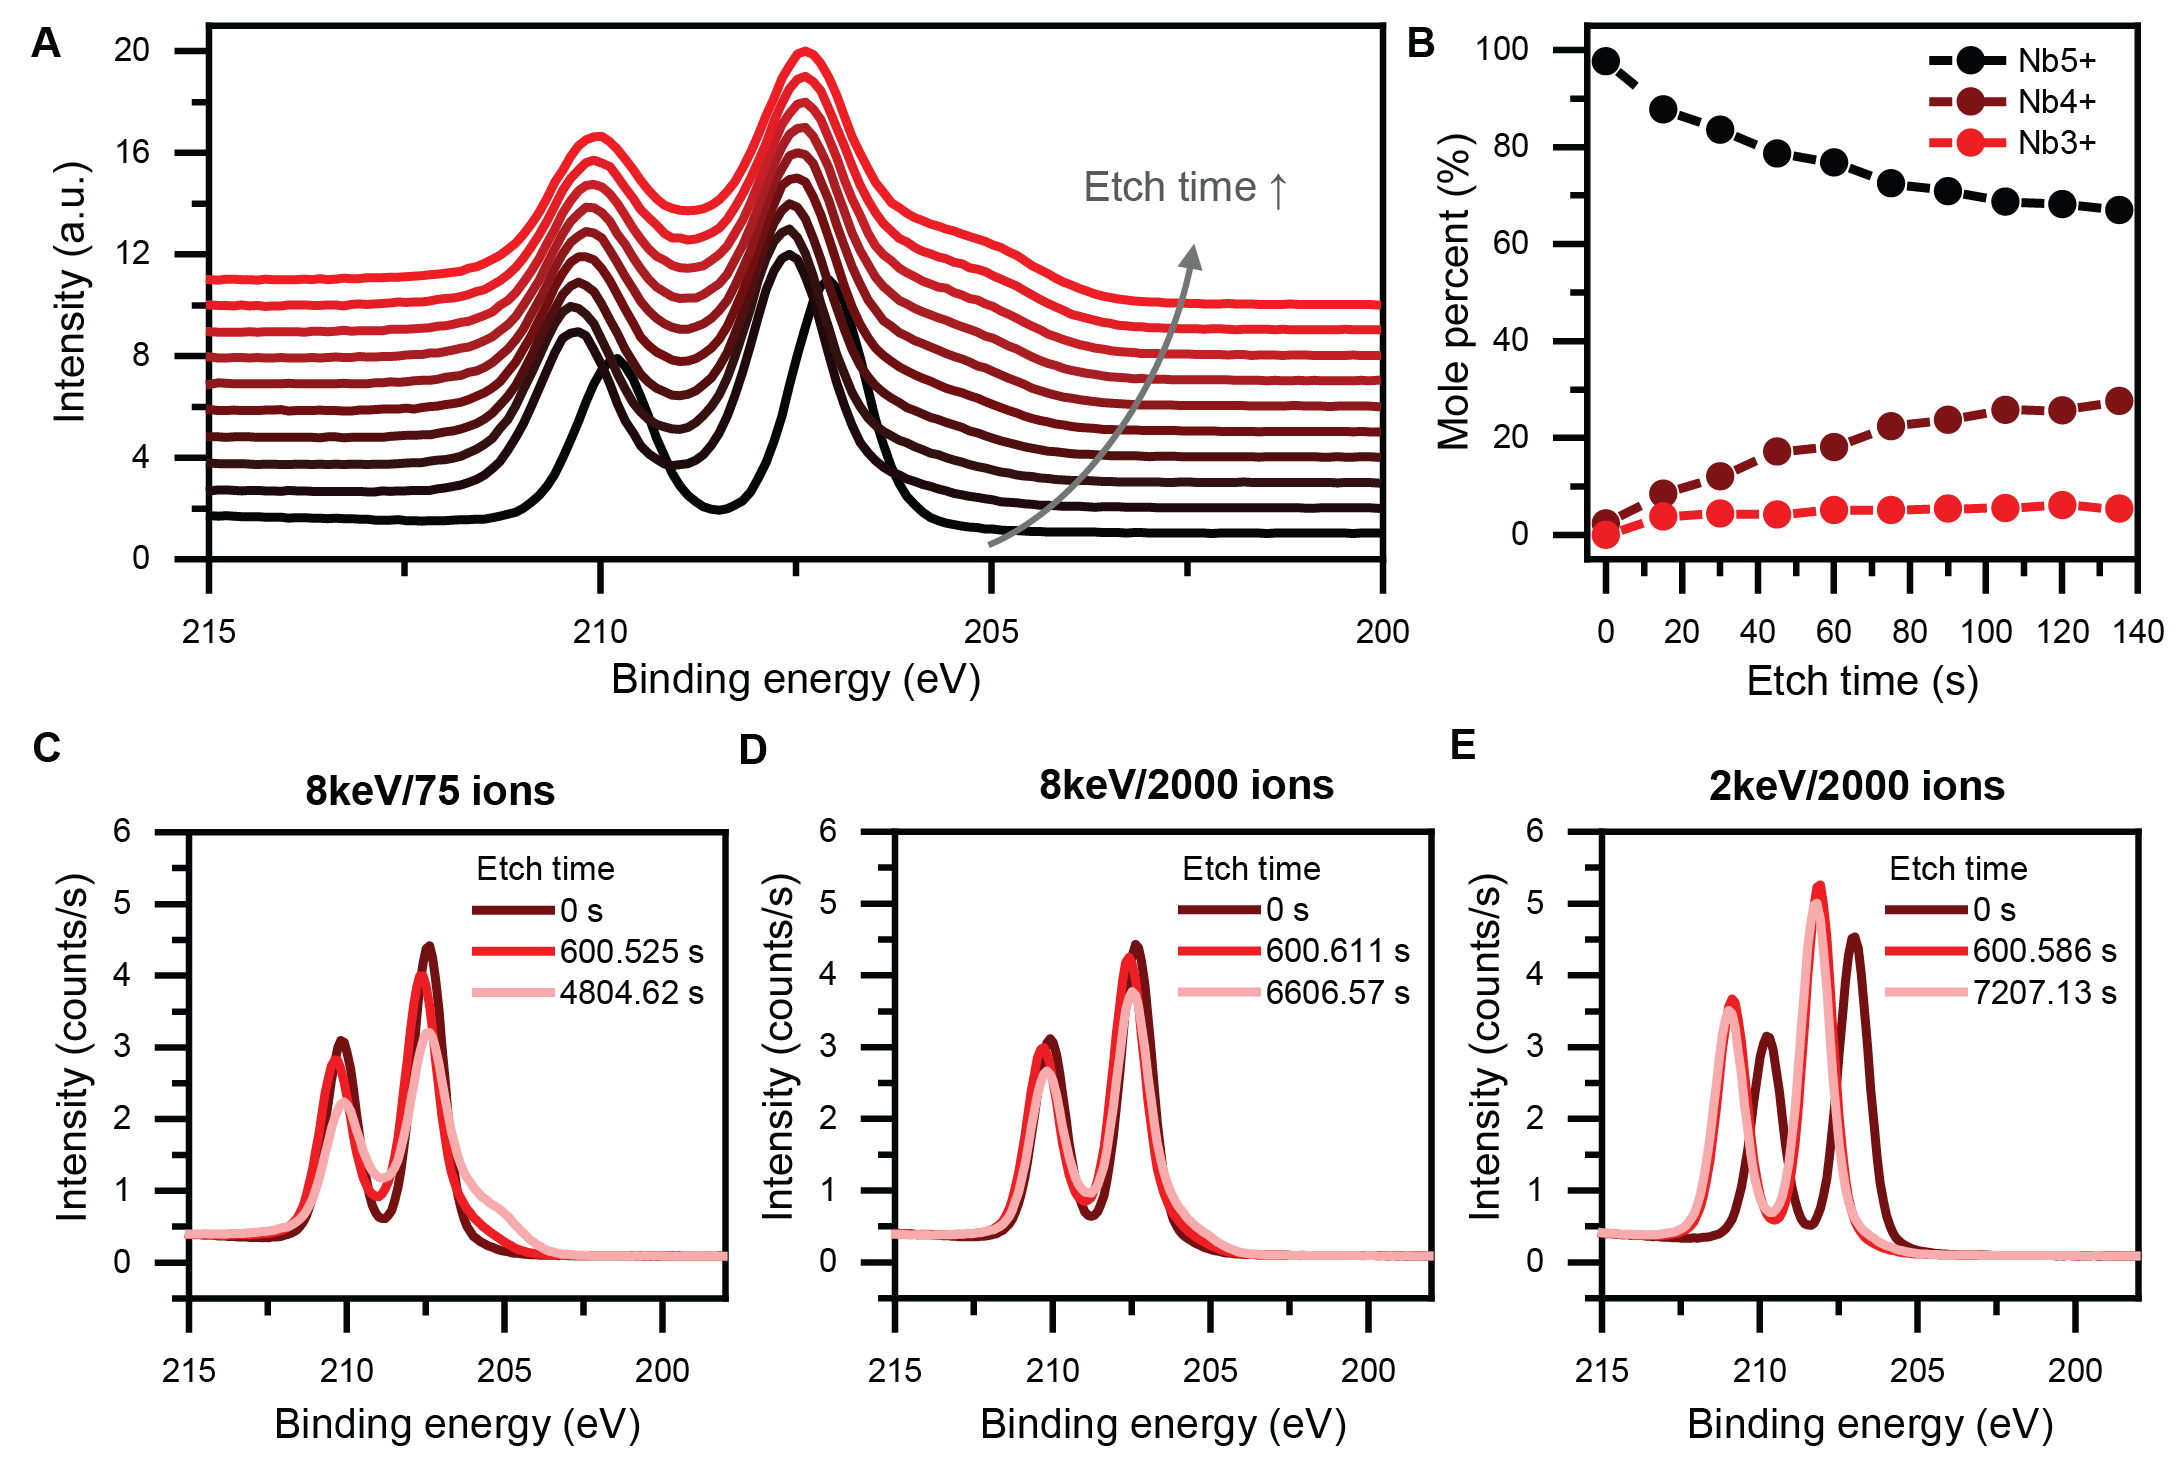 A
20
16
12
8
4
0
Intensity (a.u.)
Etch time ↑
215
210
205
200
Binding energy (eV)
B
100
80
60
40
20
0
Mole percent (%)
Nb5+
Nb4+
Nb3+
0
20
40
60
80
100
120
140
Etch time (s)
C
8keV/75 ions
6
5
4
3
2
1
0
Intensity (counts/s)
Etch time
0 s
600.525 s
4804.62 s
215
210
205
200
Binding energy (eV)
D
8keV/2000 ions
6
5
4
3
2
1
0
Intensity (counts/s)
Etch time
0 s
600.611 s
6606.57 s
215
210
205
200
Binding energy (eV)
E
2keV/2000 ions
6
5
4
3
2
1
0
Intensity (counts/s)
Etch time
0 s
600.586 s
7207.13 s
215
210
205
200
Binding energy (eV)